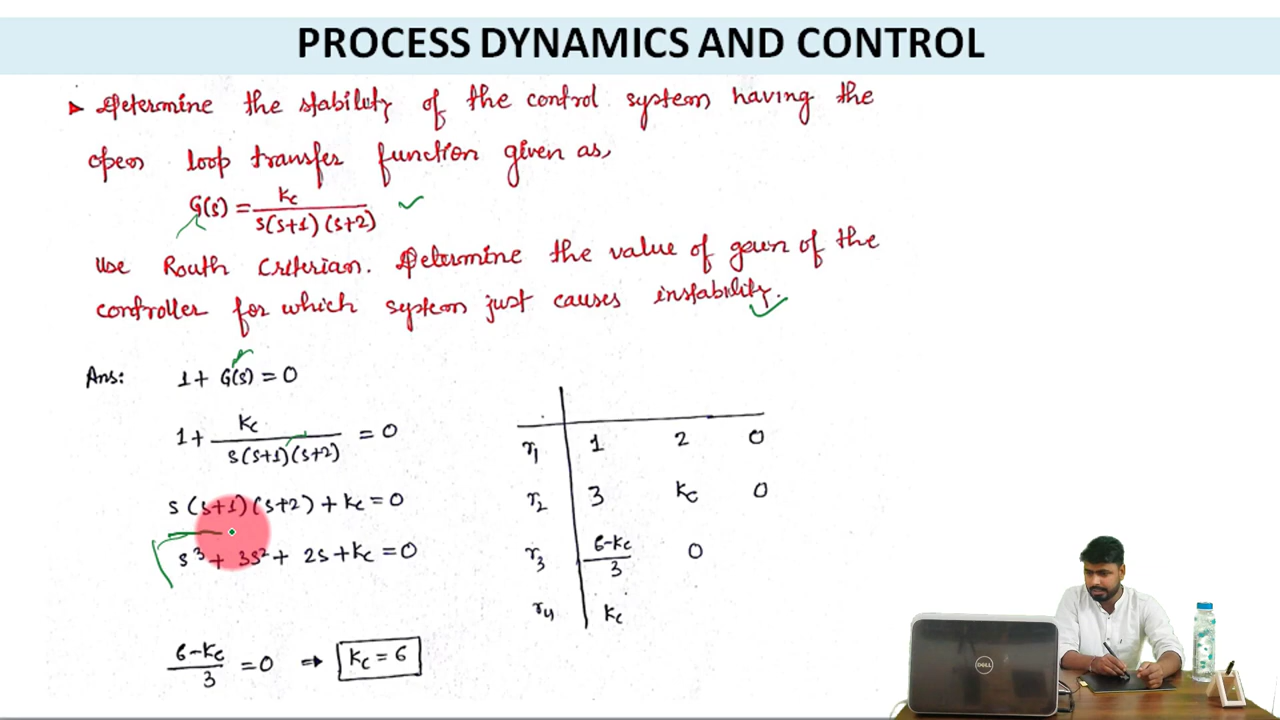 PROCESS DYNAMICS AND CONTROL
Determine the stability of the control system having the
open loop transfer function given as,
G(s) = Kc / s(s+1)(s+2)
Use Routh Criterian. Determine the value of gain of the
controller for which system just causes instability.
Ans: 1 + G(s) = 0
1 + Kc / s(s+1)(s+2) = 0
s(s+1)(s+2) + Kc = 0
s³ + 3s² + 2s + Kc = 0
6-Kc / 3 = 0 ⇒ Kc = 6
r1 1 2 0
r2 3 Kc 0
r3 6-Kc / 3 0
r4 Kc
DELL